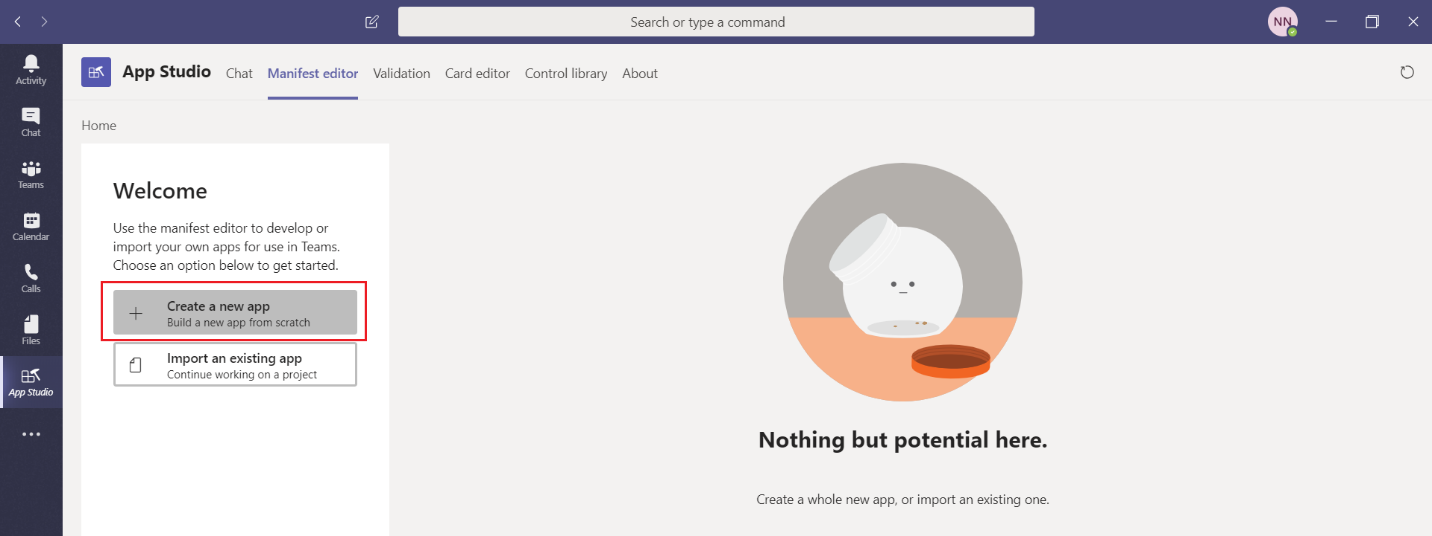 Search or type a command
NN
Activity
Chat
Teams
Calendar
Calls
Files
App Studio
App Studio Chat Manifest editor Validation Card editor Control library About
Home
Welcome
Use the manifest editor to develop or
import your own apps for use in Teams.
Choose an option below to get started.
Create a new app
Build a new app from scratch
Import an existing app
Continue working on a project
Nothing but potential here.
Create a whole new app, or import an existing one.